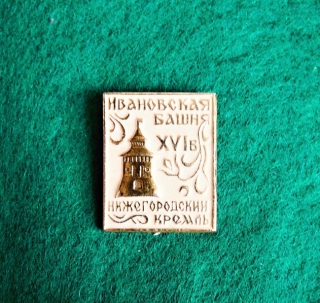 ИВАНОВСКАЯ
БАШНЯ
XVIв
НИЖЕГОРОДСКИЙ
КРЕМЛЬ